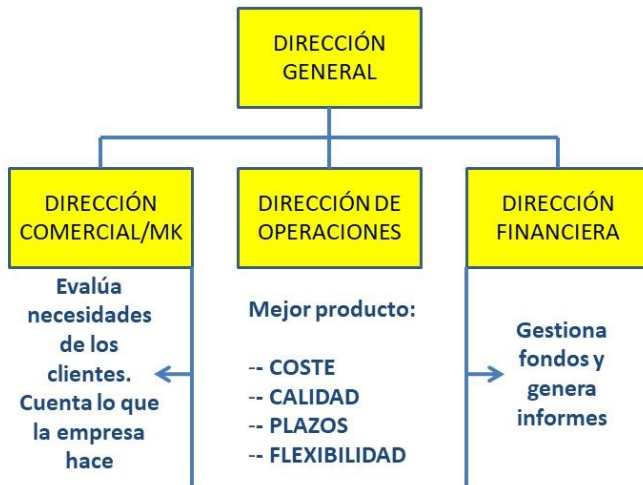 DIRECCIÓN
GENERAL
DIRECCIÓN
COMERCIAL/MK
DIRECCIÓN DE
OPERACIONES
DIRECCIÓN
FINANCIERA
Evalúa
necesidades
de los
clientes.
Cuenta lo que
la empresa
hace
Mejor producto:
-- COSTE
-- CALIDAD
-- PLAZOS
-- FLEXIBILIDAD
Gestiona
fondos y
genera
informes